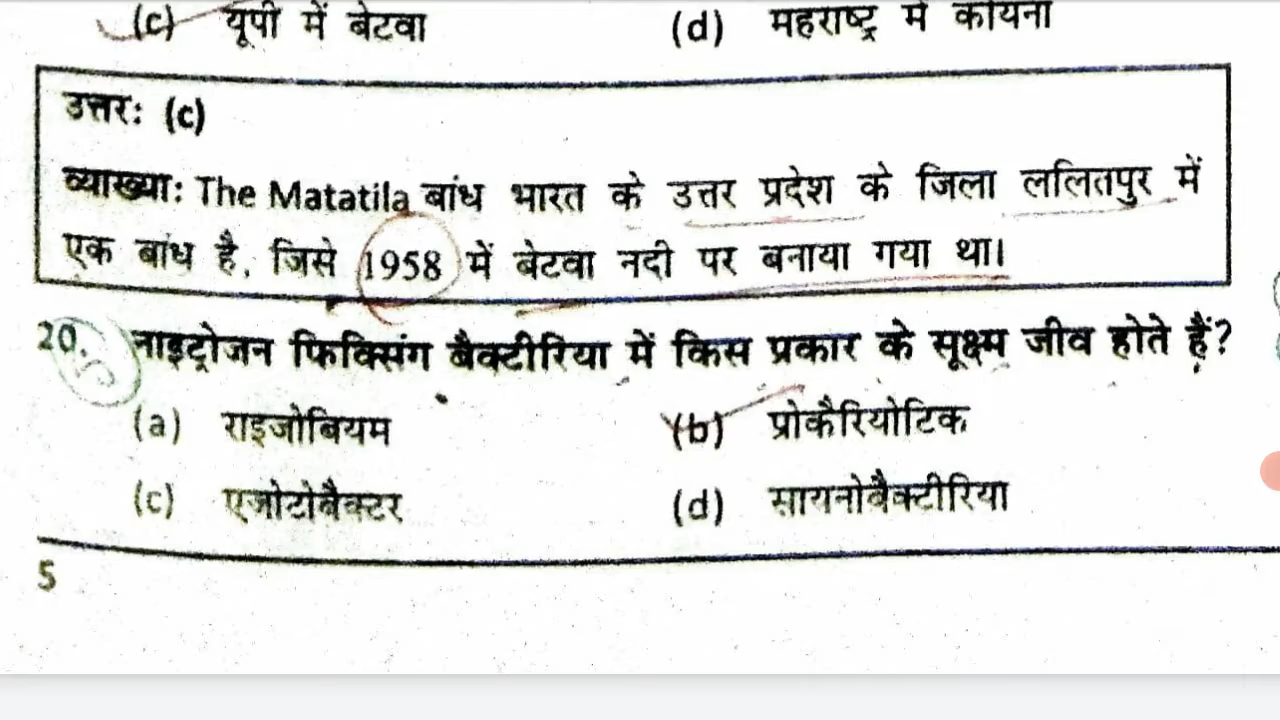 (c) यूपी में बेटवा (d) महराष्ट्र में कोयना
उत्तरः (c)
व्याख्याः The Matatila बांध भारत के उत्तर प्रदेश के जिला ललितपुर में
एक बांध है, जिसे 1958 में बेटवा नदी पर बनाया गया था।
20. नाइट्रोजन फिक्सिंग बैक्टीरिया में किस प्रकार के सूक्ष्म जीव होते हैं?
(a) राइजोबियम (b) प्रोकैरियोटिक
(c) एजोटोबैक्टर (d) सायनोबैक्टीरिया
5